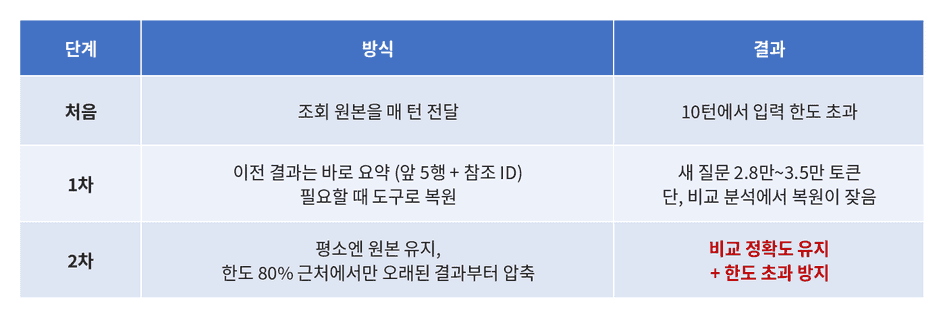 단계 방식 결과
처음 조회 원본을 매 턴 전달 10턴에서 입력 한도 초과
1차
이전 결과는 바로 요약 (앞 5행 + 참조 ID)
필요할 때 도구로 복원
새 질문 2.8만~3.5만 토큰
단, 비교 분석에서 복원이 잦음
2차
평소엔 원본 유지,
한도 80% 근처에서만 오래된 결과부터 압축
비교 정확도 유지
+ 한도 초과 방지